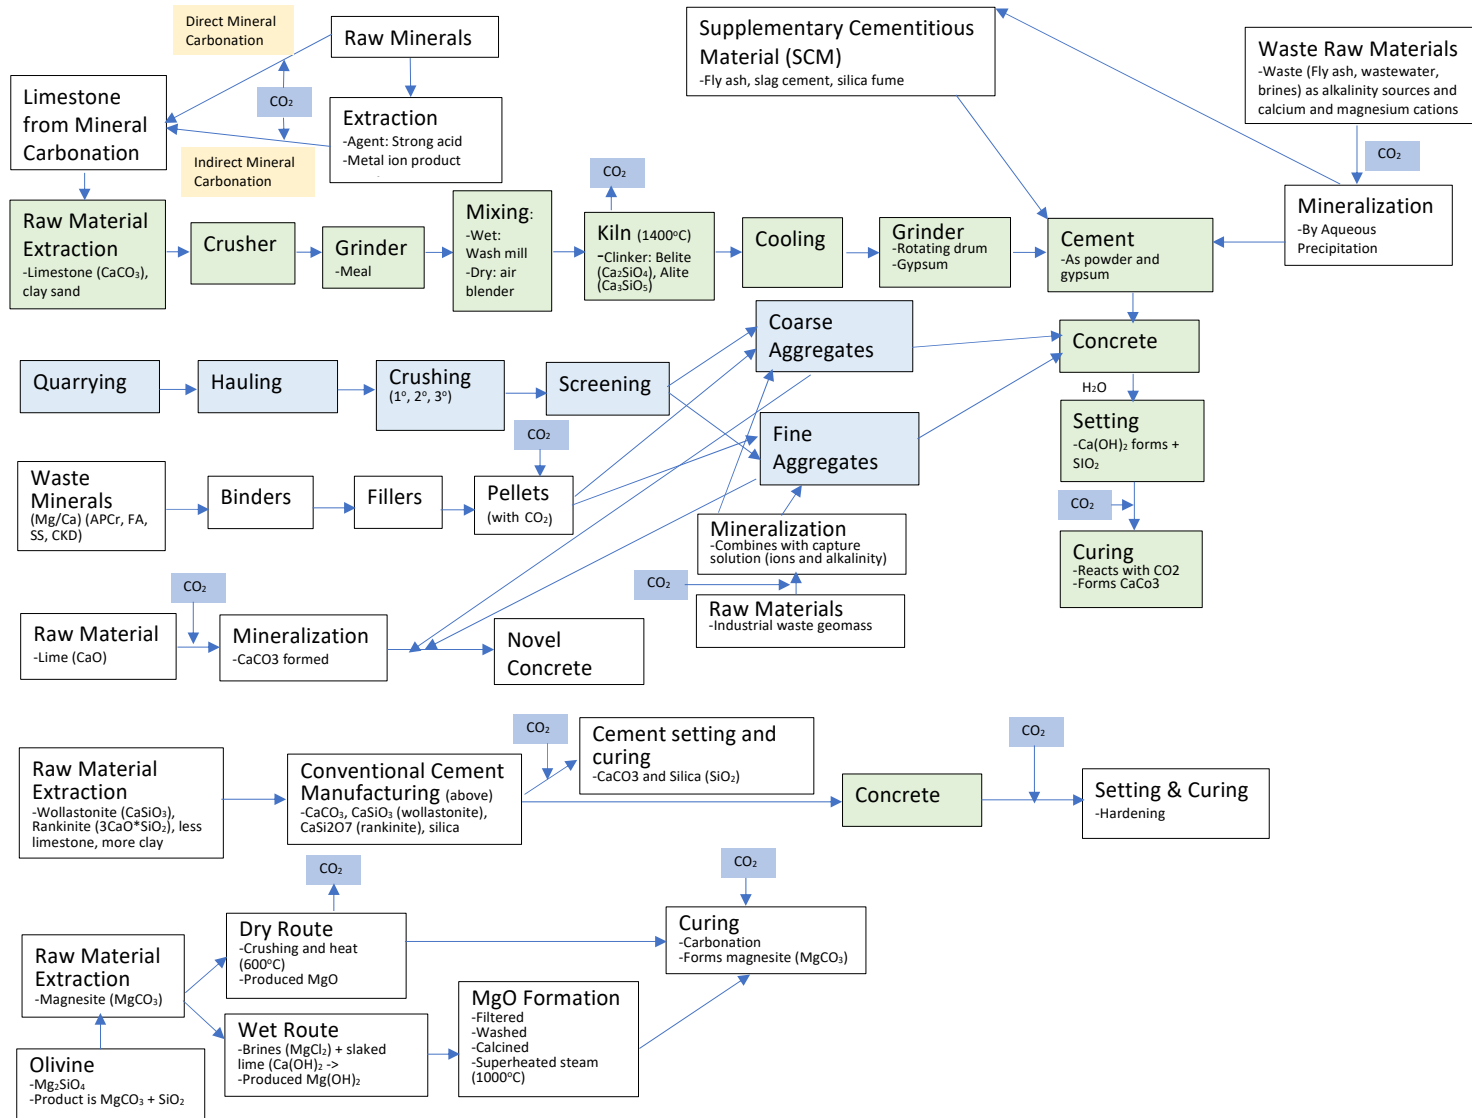 Direct Mineral
Carbonation
Raw Minerals
CO₂
Limestone
from Mineral
Carbonation
Extraction
-Agent: Strong acid
-Metal ion product
Indirect Mineral
Carbonation
Supplementary Cementitious
Material (SCM)
-Fly ash, slag cement, silica fume
Waste Raw Materials
-Waste (Fly ash, wastewater,
brines) as alkalinity sources and
calcium and magnesium cations
CO₂
Mineralization
-By Aqueous
Precipitation
Raw Material
Extraction
-Limestone (CaCO₃),
clay sand
Crusher
Grinder
-Meal
Mixing:
-Wet:
Wash mill
-Dry: air
blender
CO₂
Kiln (1400°C)
-Clinker: Belite
(Ca₂SiO₄), Alite
(Ca₃SiO₅)
Cooling
Grinder
-Rotating drum
-Gypsum
Cement
-As powder and
gypsum
Quarrying
Hauling
Crushing
(1°, 2°, 3°)
Screening
Coarse
Aggregates
Fine
Aggregates
Concrete
H₂O
Setting
-Ca(OH)₂ forms +
SIO₂
CO₂
Curing
-Reacts with CO2
-Forms CaCo3
Waste
Minerals
(Mg/Ca) (APCr, FA,
SS, CKD)
Binders
Fillers
CO₂
Pellets
(with CO₂)
Mineralization
-Combines with capture
solution (ions and alkalinity)
CO₂
Raw Materials
-Industrial waste geomass
CO₂
Raw Material
-Lime (CaO)
Mineralization
-CaCO3 formed
Novel
Concrete
Raw Material
Extraction
-Wollastonite (CaSiO₃),
Rankinite (3CaO*SiO₂), less
limestone, more clay
Conventional Cement
Manufacturing (above)
-CaCO₃, CaSiO₃ (wollastonite),
CaSi2O7 (rankinite), silica
CO₂
Cement setting and
curing
-CaCO3 and Silica (SiO₂)
Concrete
CO₂
Setting & Curing
-Hardening
Raw Material
Extraction
-Magnesite (MgCO₃)
Olivine
-Mg₂SiO₄
-Product is MgCO₃ + SiO₂
CO₂
Dry Route
-Crushing and heat
(600°C)
-Produced MgO
Wet Route
-Brines (MgCl₂) + slaked
lime (Ca(OH)₂ ->
-Produced Mg(OH)₂
MgO Formation
-Filtered
-Washed
-Calcined
-Superheated steam
(1000°C)
CO₂
Curing
-Carbonation
-Forms magnesite (MgCO₃)